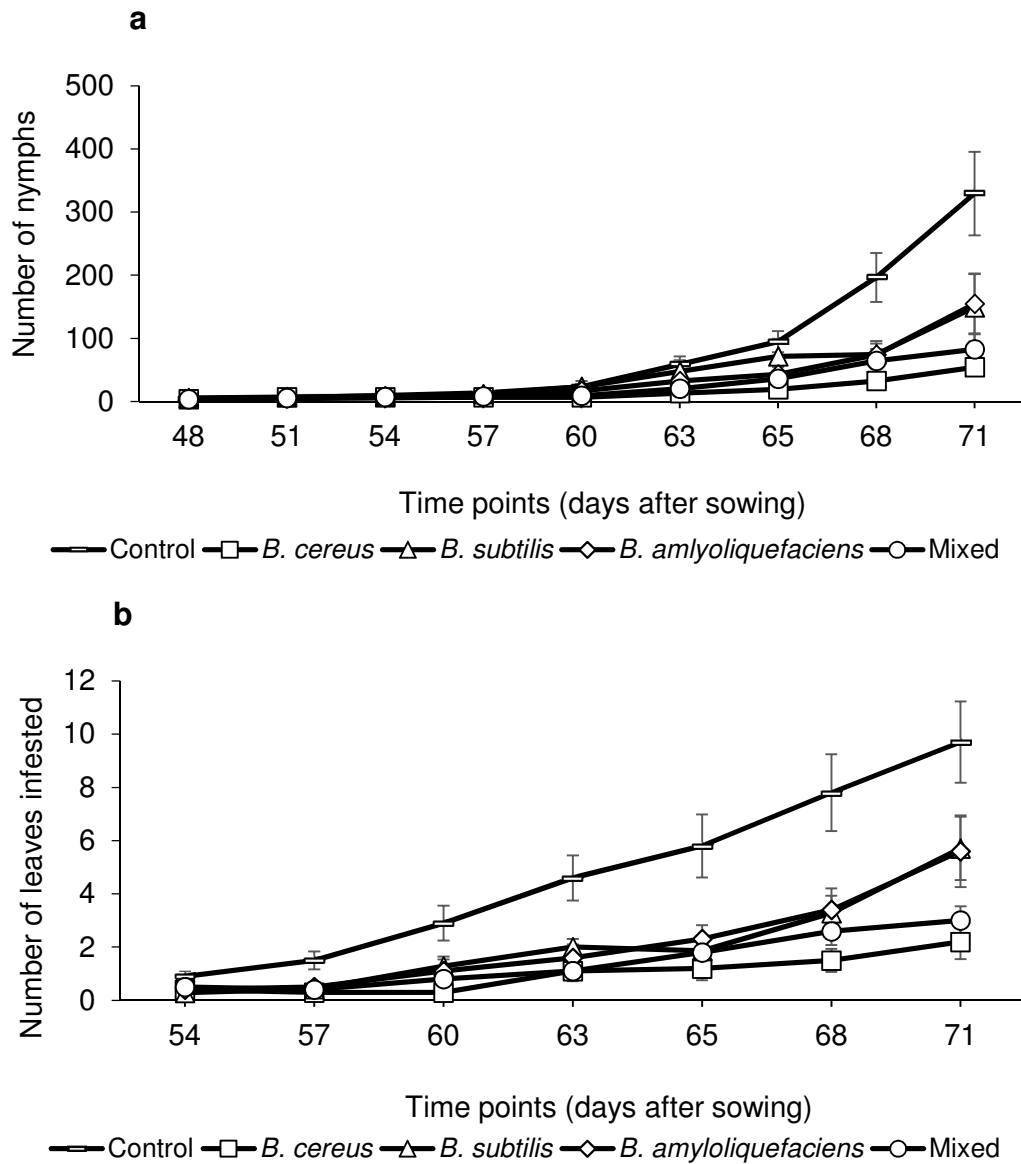 a
Number of nymphs
500
400
300
200
100
0
48 51 54 57 60 63 65 68 71
Time points (days after sowing)
Control B. cereus B. subtilis B. amlyoliquefaciens Mixed
b
Number of leaves infested
12
10
8
6
4
2
0
54 57 60 63 65 68 71
Time points (days after sowing)
Control B. cereus B. subtilis B. amyloliquefaciens Mixed